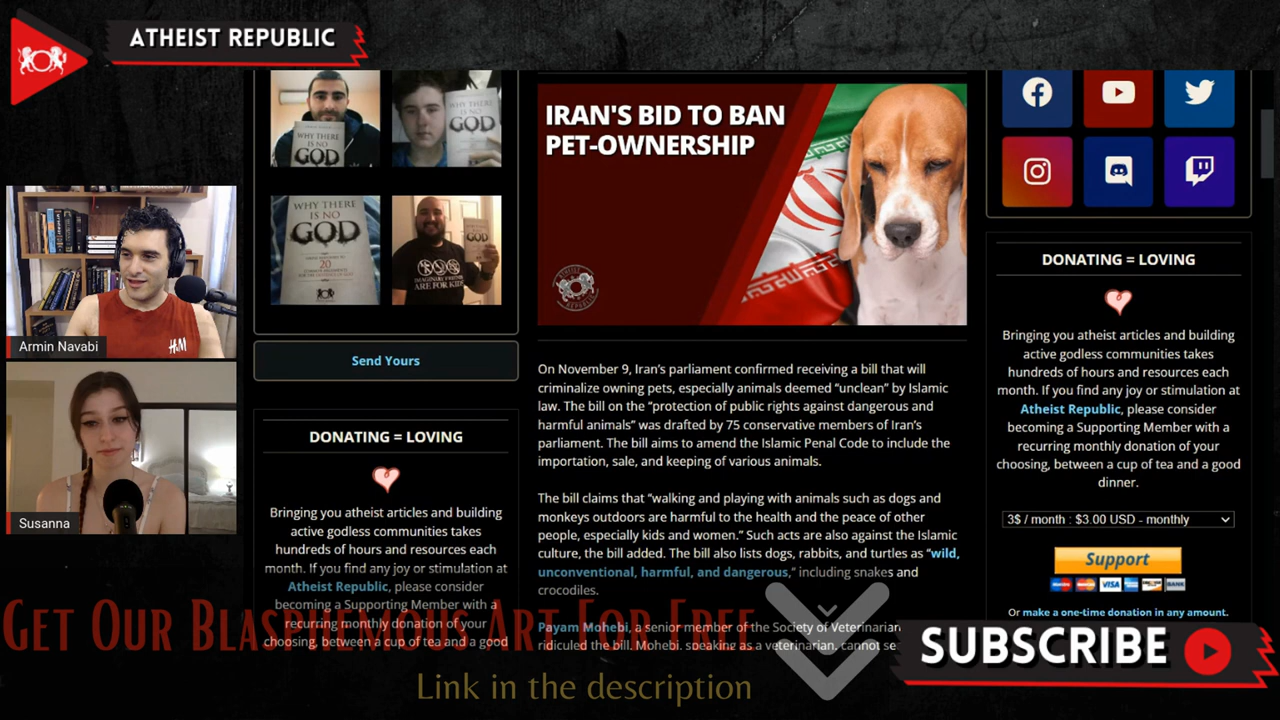 ATHEIST REPUBLIC
Armin Navabi
H&M
Susanna
WHY THERE IS NO
GOD
WHY THERE IS NO
GOD
WHY THERE
IS NO
GOD
20
GOD
IMAGINARY FRIENDS
ARE FOR KIDS
Send Yours
DONATING = LOVING
Bringing you atheist articles and building
active godless communities takes
hundreds of hours and resources each
month. If you find any joy or stimulation at
Atheist Republic, please consider
becoming a Supporting Member with a
recurring monthly donation of your
choosing, between a cup of tea and a good
IRAN'S BID TO BAN
PET-OWNERSHIP
ATHEIST
REPUBLIC
On November 9, Iran's parliament confirmed receiving a bill that will
criminalize owning pets, especially animals deemed “unclean” by Islamic
law. The bill on the “protection of public rights against dangerous and
harmful animals” was drafted by 75 conservative members of Iran's
parliament. The bill aims to amend the Islamic Penal Code to include the
importation, sale, and keeping of various animals.
The bill claims that “walking and playing with animals such as dogs and
monkeys outdoors are harmful to the health and the peace of other
people, especially kids and women.” Such acts are also against the Islamic
culture, the bill added. The bill also lists dogs, rabbits, and turtles as “wild,
unconventional, harmful, and dangerous,” including snakes and
crocodiles.
Payam Mohebi, a senior member of the Society of Veterinarian
ridiculed the bill. Mohebi, speaking as a veterinarian, cannot se
DONATING = LOVING
Bringing you atheist articles and building
active godless communities takes
hundreds of hours and resources each
month. If you find any joy or stimulation at
Atheist Republic, please consider
becoming a Supporting Member with a
recurring monthly donation of your
choosing, between a cup of tea and a good
dinner.
3$ / month : $3.00 USD - monthly
Support
VISA
BANK
Or make a one-time donation in any amount.
GET OUR BLASPHEMOUS ART FOR FREE
Link in the description
SUBSCRIBE